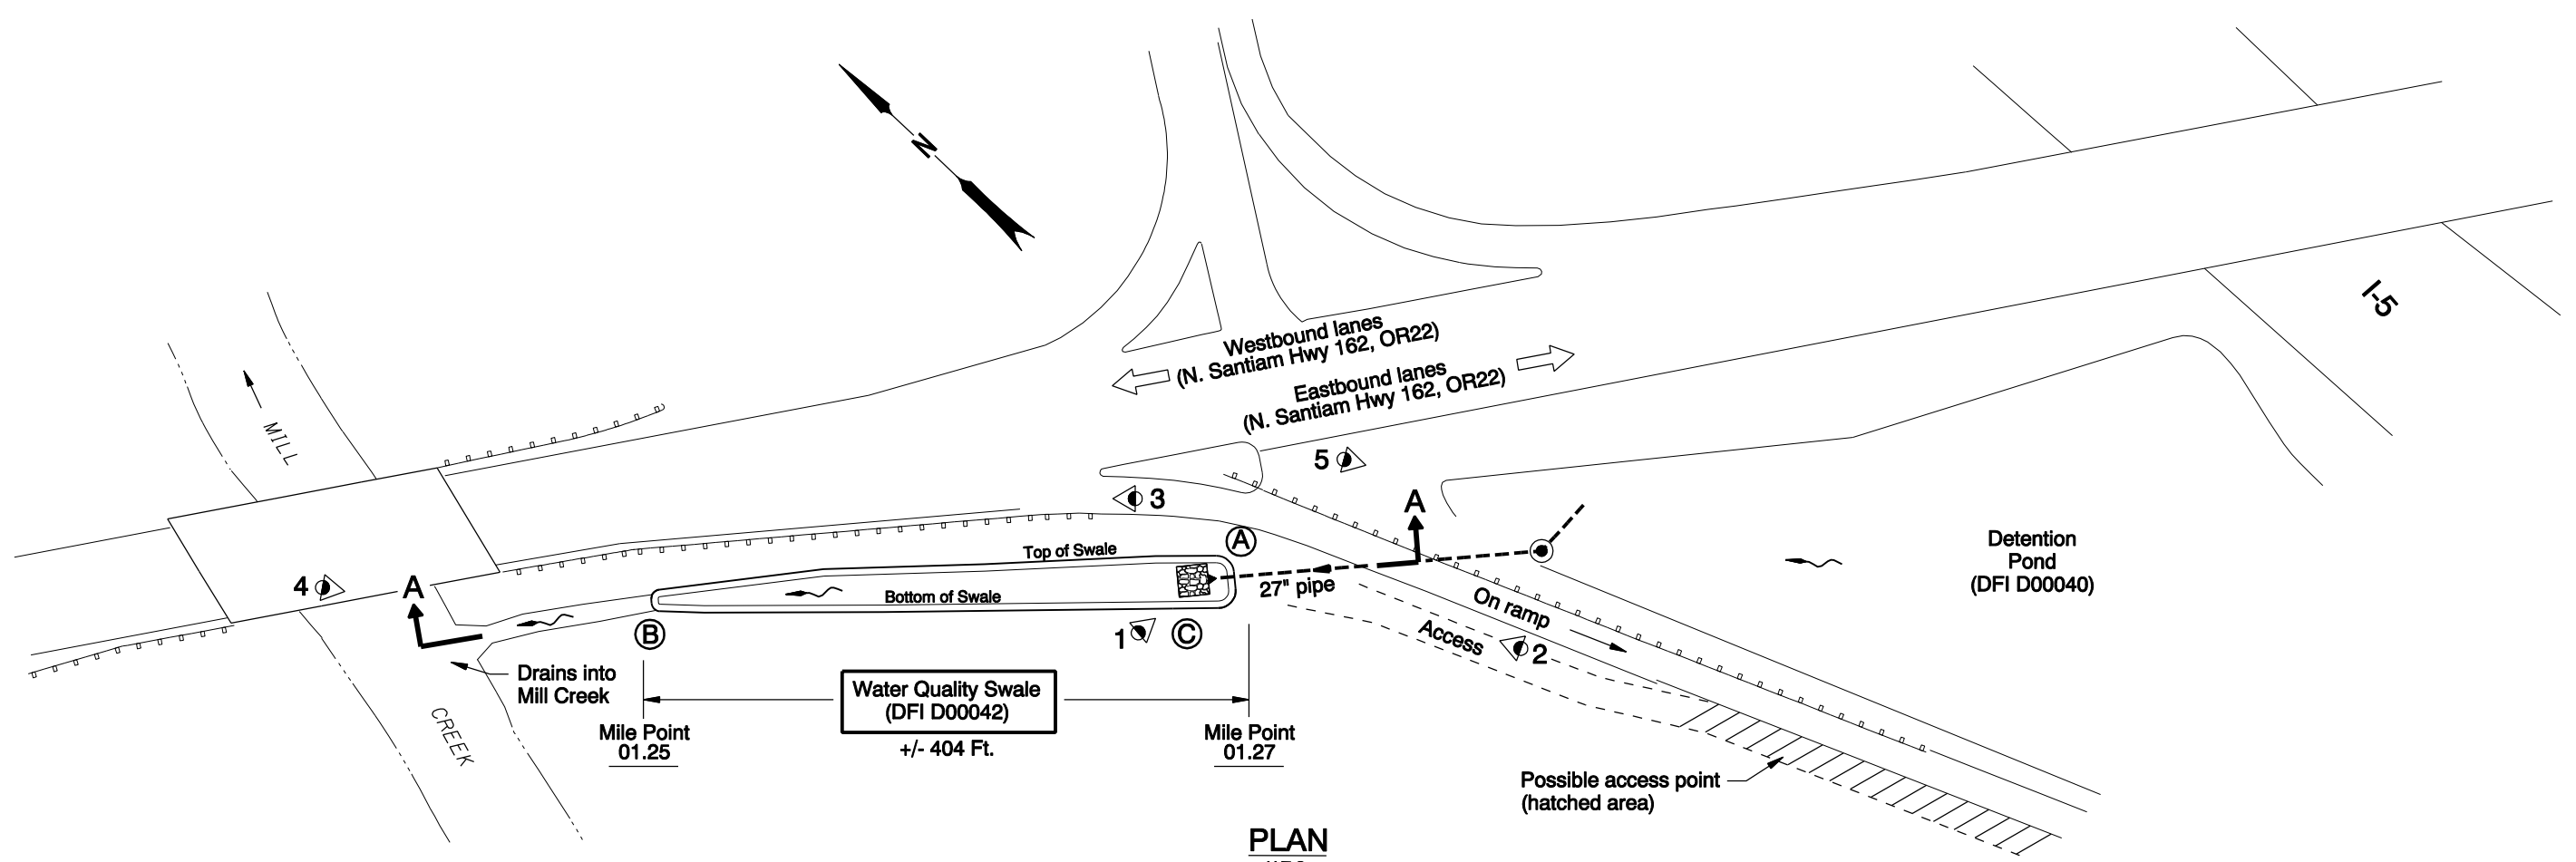 N
I-5
Westbound lanes
(N. Santiam Hwy 162, OR22)
Eastbound lanes
(N. Santiam Hwy 162, OR22)
MILL
5
3
A
A
Top of Swale
Detention
Pond
(DFI D00040)
4
A
27" pipe
Bottom of Swale
On ramp
B
1
C
Access
2
Drains into
Mill Creek
Water Quality Swale
(DFI D00042)
CREEK
Mile Point
01.25
+/- 404 Ft.
Mile Point
01.27
Possible access point
(hatched area)
PLAN